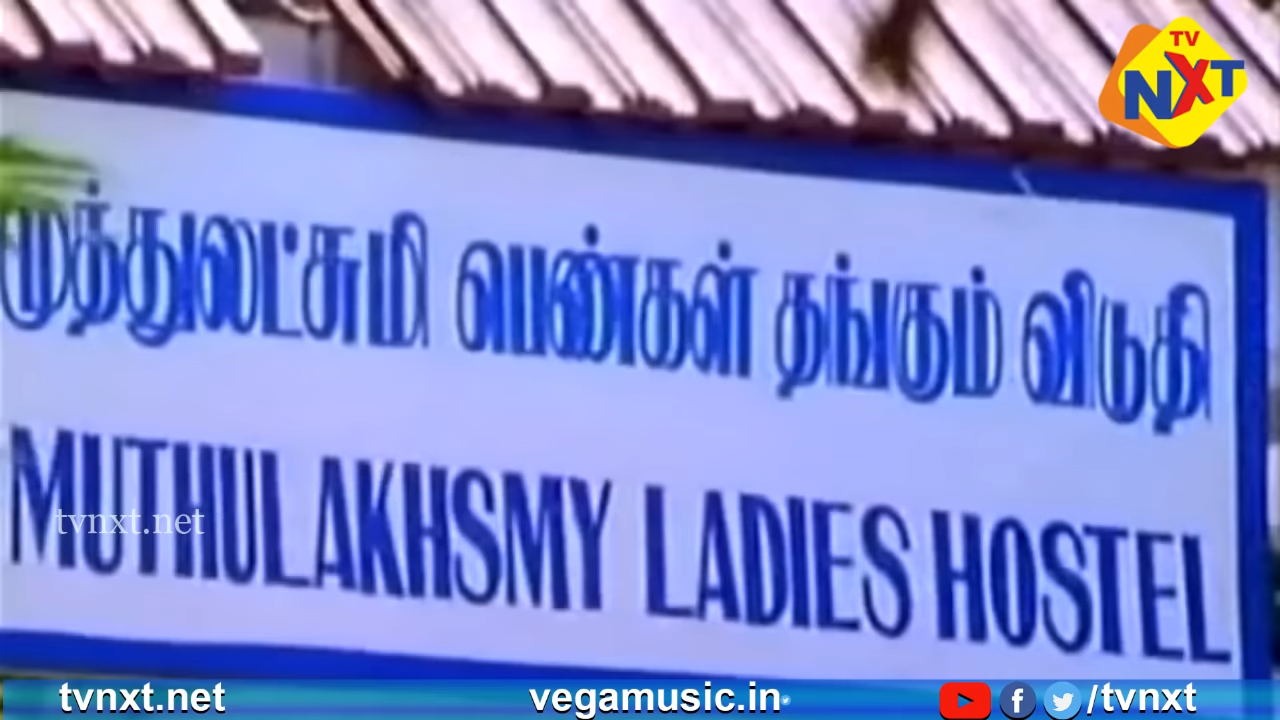 TV
NXT
முத்துலட்சுமி பெண்கள் தங்கும் விடுதி
MUTHULAKHSMY LADIES HOSTEL
tvnxt.net
tvnxt.net vegamusic.in /tvnxt